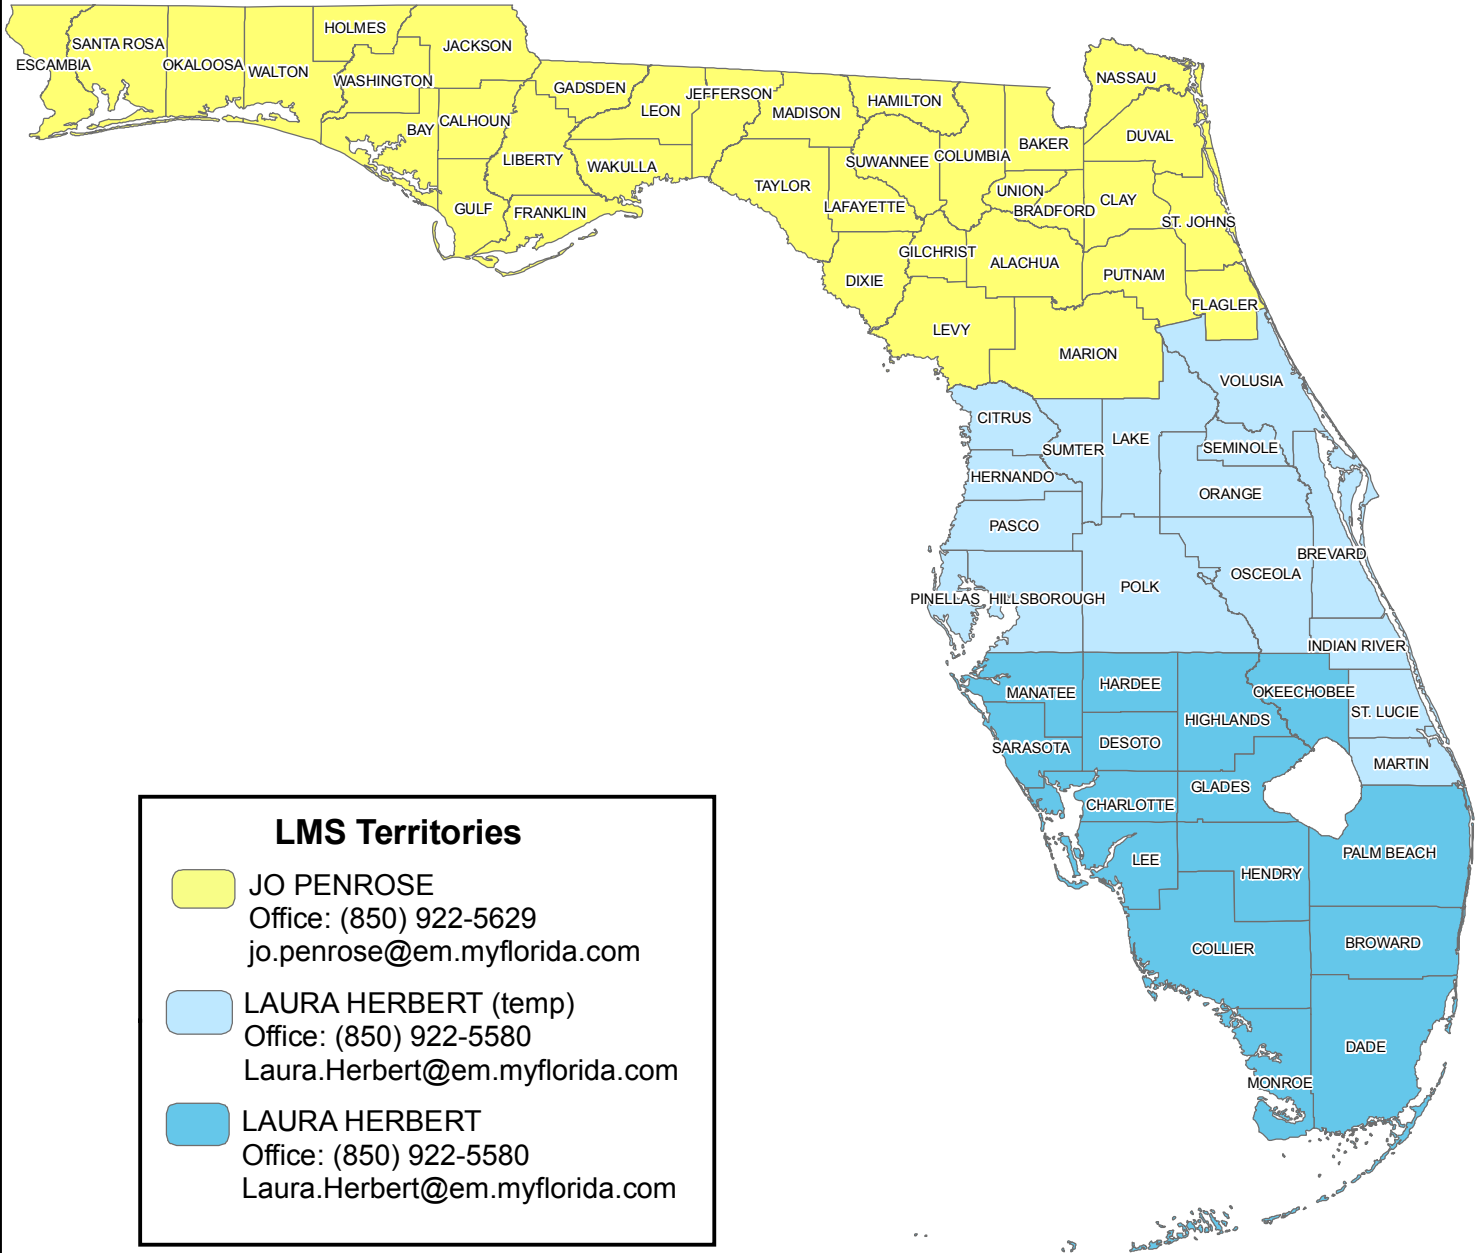 HOLMES
SANTA ROSA
JACKSON
ESCAMBIA
OKALOOSA
WALTON
WASHINGTON
GADSDEN
NASSAU
JEFFERSON
LEON
HAMILTON
MADISON
BAY
CALHOUN
DUVAL
BAKER
LIBERTY
WAKULLA
SUWANNEE
COLUMBIA
TAYLOR
UNION
CLAY
LAFAYETTE
BRADFORD
GULF
FRANKLIN
ST. JOHNS
GILCHRIST
ALACHUA
DIXIE
PUTNAM
FLAGLER
LEVY
MARION
VOLUSIA
CITRUS
LAKE
SUMTER
SEMINOLE
HERNANDO
ORANGE
PASCO
BREVARD
OSCEOLA
POLK
PINELLAS
HILLSBOROUGH
INDIAN RIVER
HARDEE
MANATEE
OKEECHOBEE
ST. LUCIE
HIGHLANDS
DESOTO
SARASOTA
MARTIN
GLADES
CHARLOTTE
PALM BEACH
LEE
HENDRY
BROWARD
COLLIER
DADE
MONROE
LMS Territories
JO PENROSE
Office: (850) 922-5629
jo.penrose@em.myflorida.com
LAURA HERBERT (temp)
Office: (850) 922-5580
Laura.Herbert@em.myflorida.com
LAURA HERBERT
Office: (850) 922-5580
Laura.Herbert@em.myflorida.com